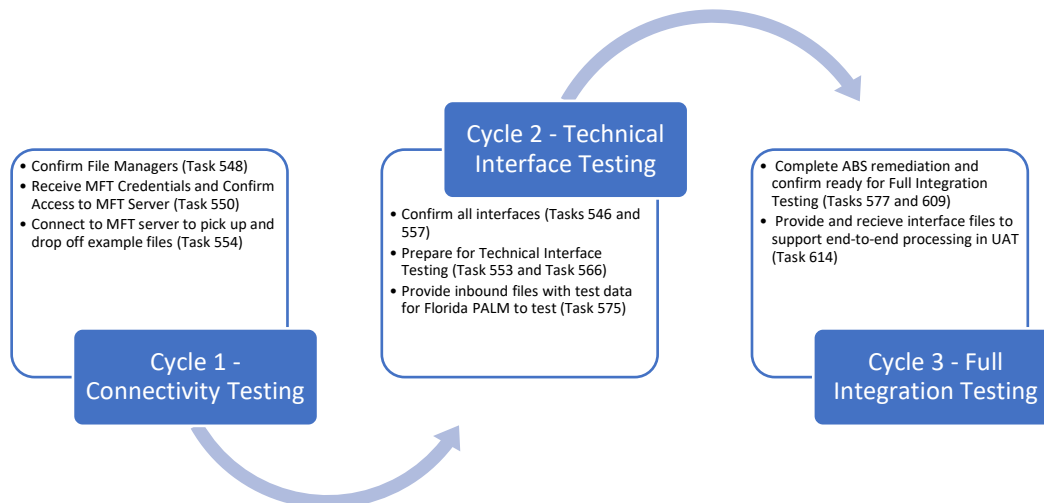 • Confirm File Managers (Task 548)
• Receive MFT Credentials and Confirm
Access to MFT Server (Task 550)
• Connect to MFT server to pick up and
drop off example files (Task 554)
Cycle 1 -
Connectivity Testing
Cycle 2 - Technical
Interface Testing
• Confirm all interfaces (Tasks 546 and
557)
• Prepare for Technical Interface
Testing (Task 553 and Task 566)
• Provide inbound files with test data
for Florida PALM to test (Task 575)
• Complete ABS remediation and
confirm ready for Full Integration
Testing (Tasks 577 and 609)
• Provide and recieve interface files to
support end-to-end processing in UAT
(Task 614)
Cycle 3 - Full
Integration Testing